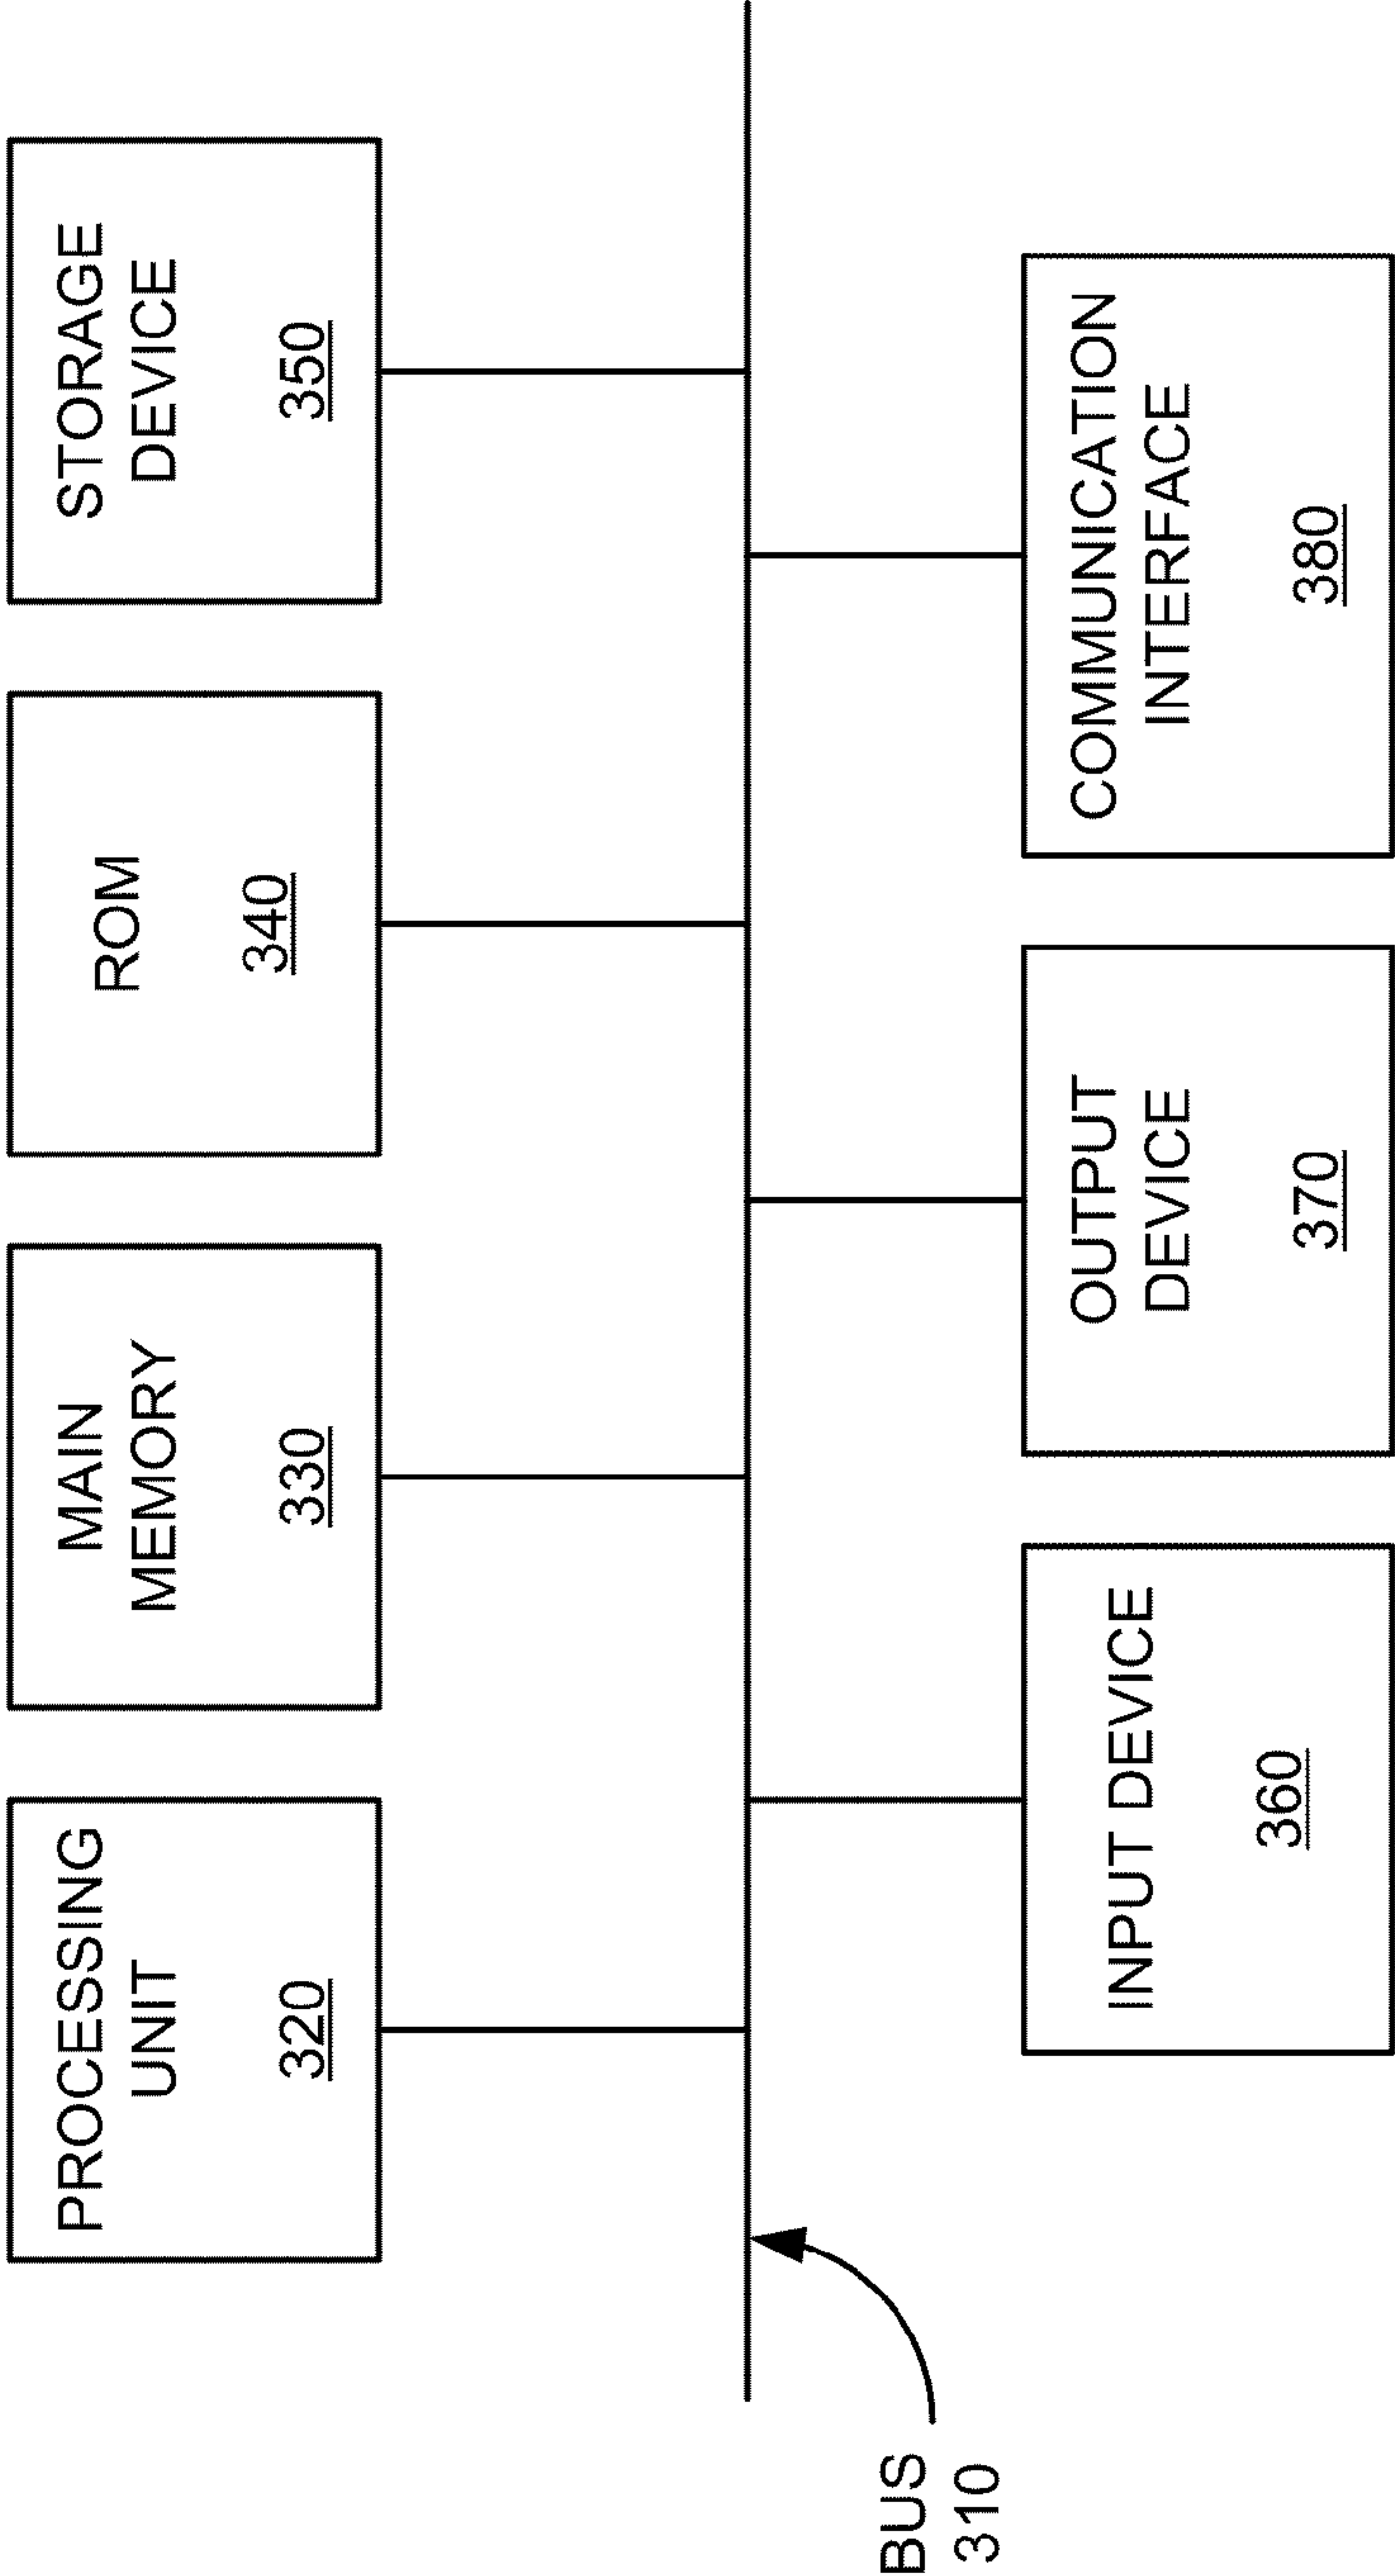 PROCESSING
UNIT
320
MAIN
MEMORY
330
ROM
340
STORAGE
DEVICE
350
BUS
310
INPUT DEVICE
360
OUTPUT
DEVICE
370
COMMUNICATION
INTERFACE
380